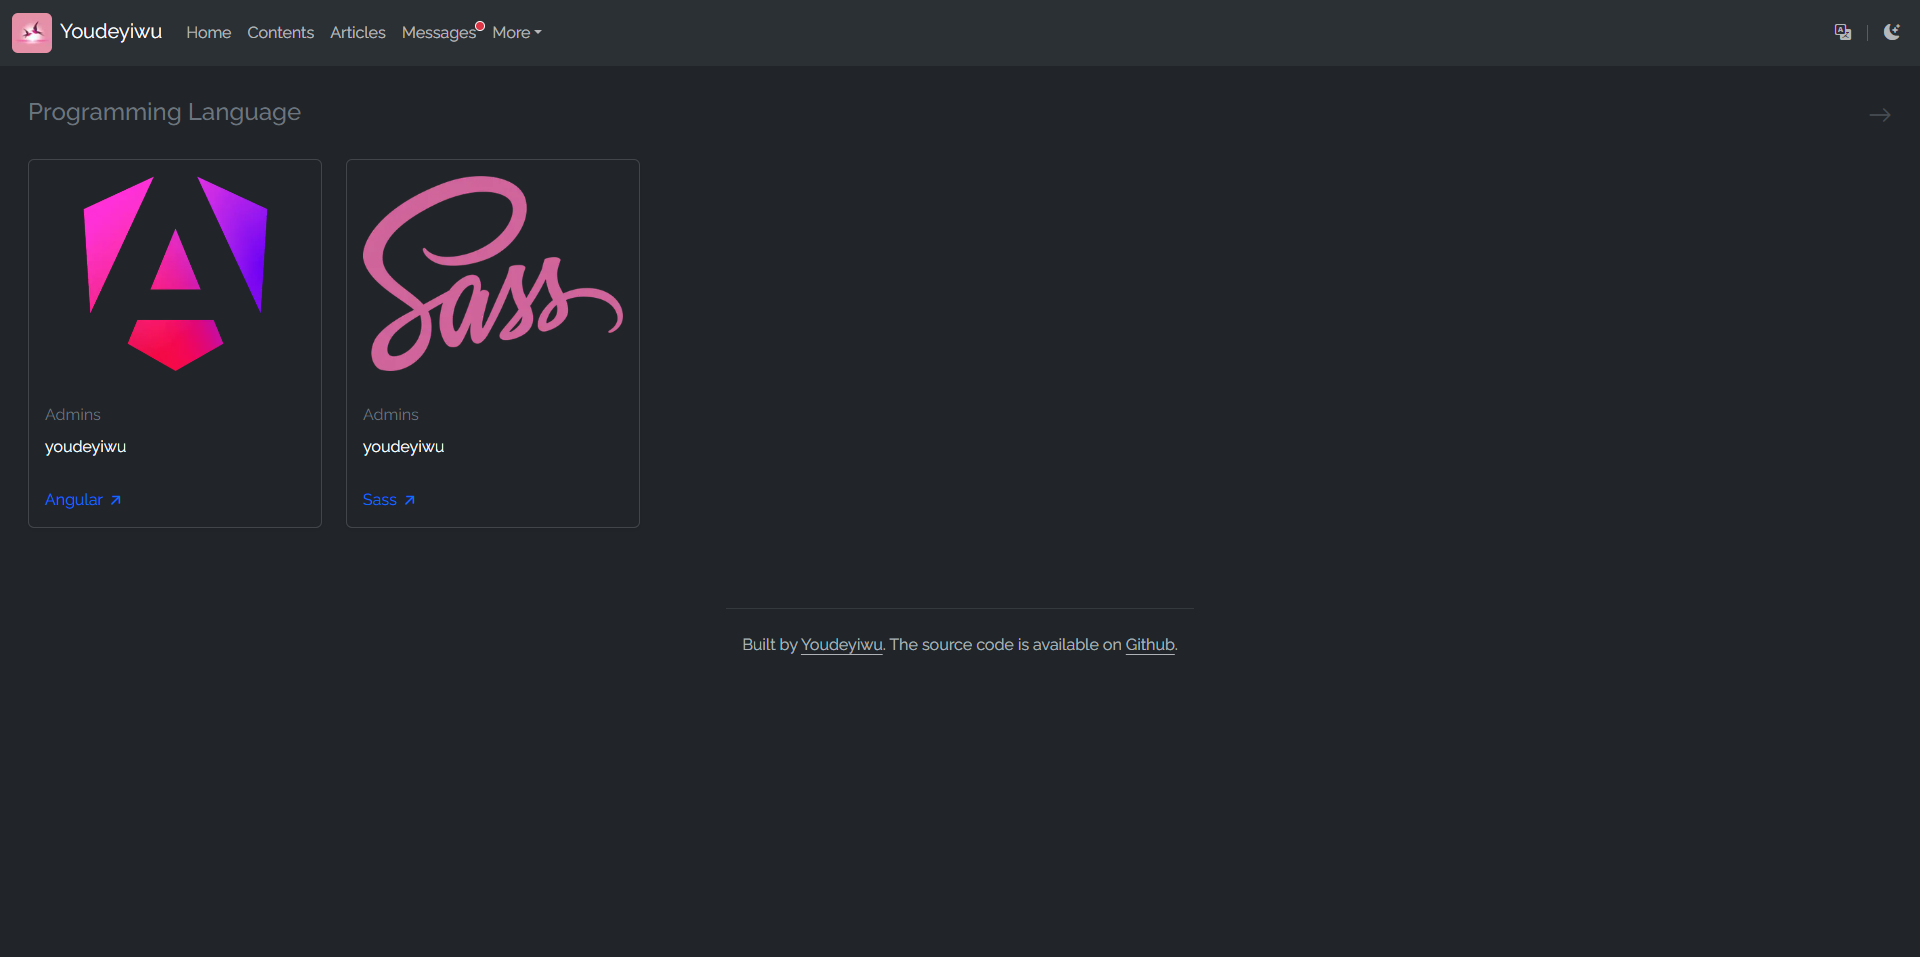 Youdeyiwu Home Contents Articles Messages More
Programming Language
Sass
Admins
youdeyiwu
Angular
Admins
youdeyiwu
Sass
Built by Youdeyiwu. The source code is available on Github.